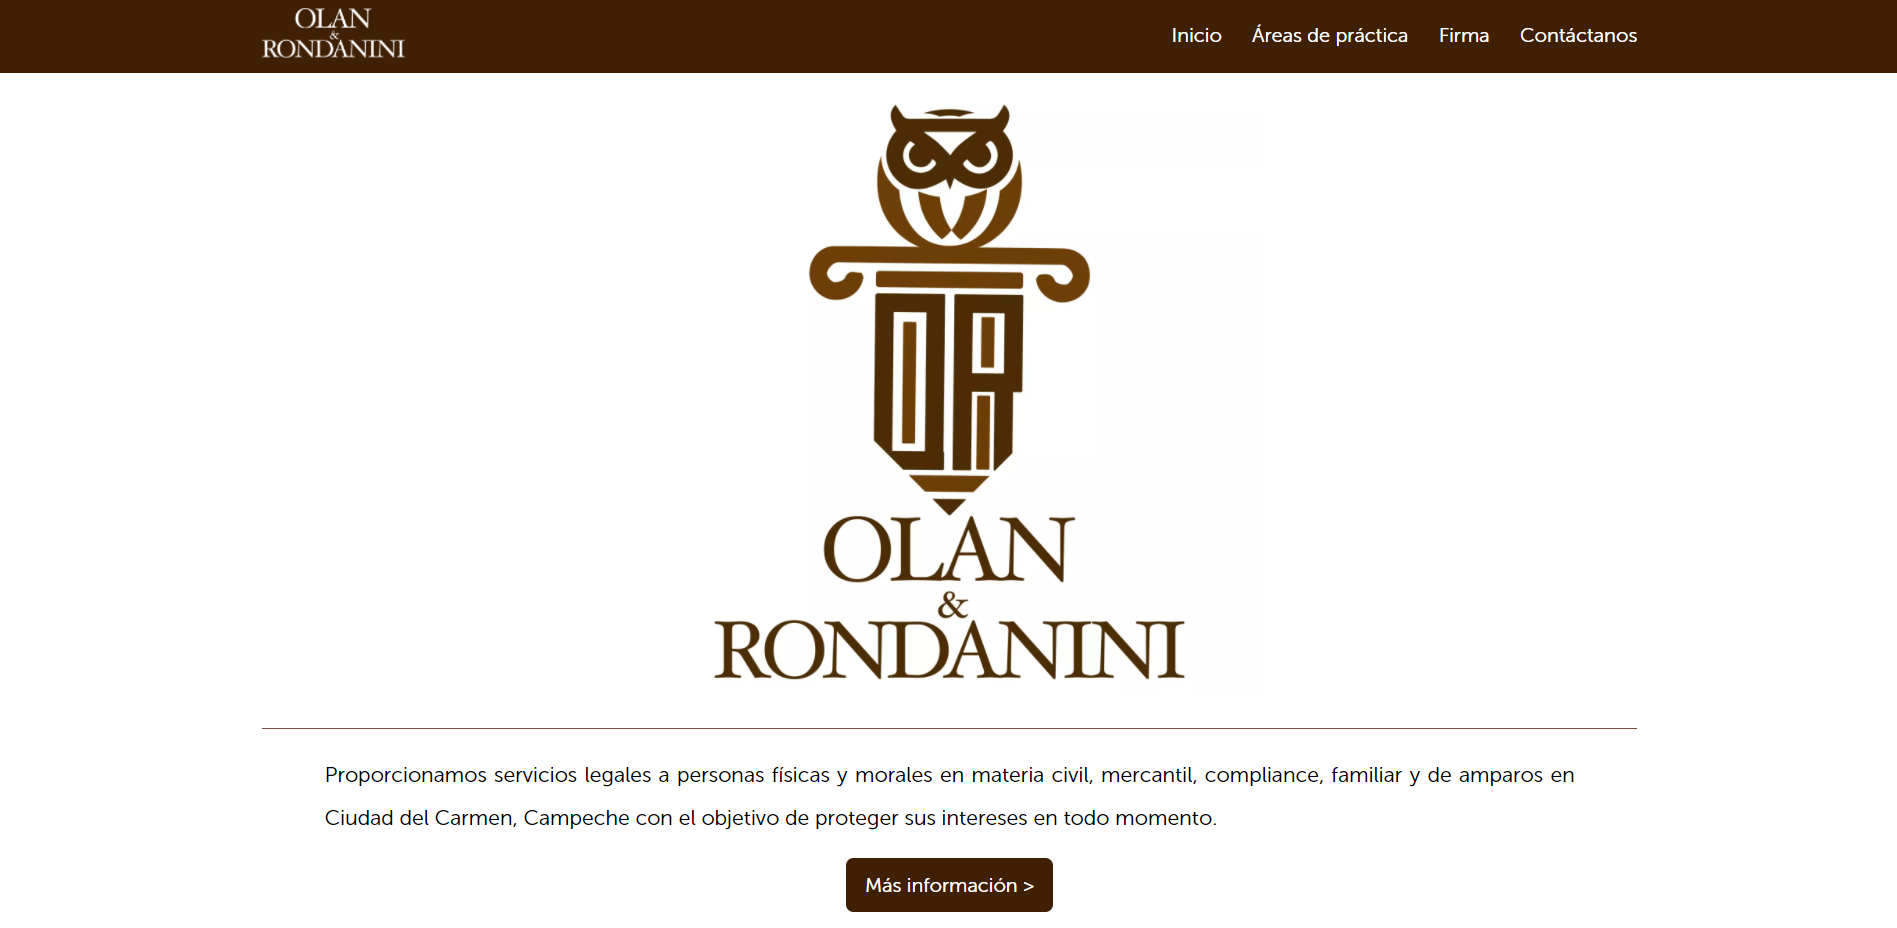 OLAN
&
RONDANINI
Inicio Áreas de práctica Firma Contáctanos
OR
OLAN
&
RONDANINI
Proporcionamos servicios legales a personas físicas y morales en materia civil, mercantil, compliance, familiar y de amparos en
Ciudad del Carmen, Campeche con el objetivo de proteger sus intereses en todo momento.
Más información >